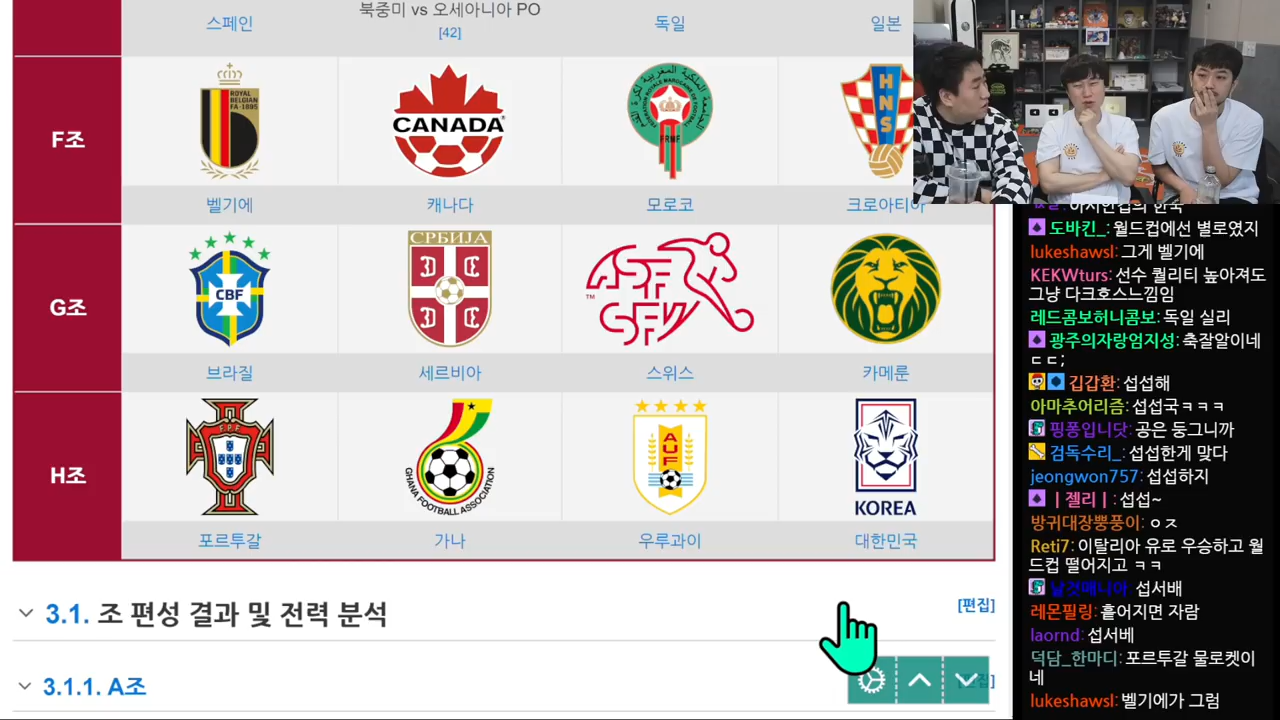 스페인
북중미 vs 오세아니아 PO
[42]
독일
일본
F조
ROYAL
BELGIAN
FA·1895
CANADA
FRMF
HNS
벨기에
캐나다
모로코
크로아티아
G조
CBF
СРБИЈА
ASF
SFV
TM
브라질
세르비아
스위스
카메룬
H조
FPF
GHANA FOOTBALL ASSOCIATION
AUF
KOREA
포르투갈
가나
우루과이
대한민국
3.1. 조 편성 결과 및 전력 분석
[편집]
3.1.1. A조
도바킨_: 월드컵에선 별로였지
lukeshawsl: 그게 벨기에
KEKWturs: 선수 퀄리티 높아져도
그냥 다크호스느낌임
레드콤보허니콤보: 독일 실리
광주의자랑엄지성: 축잘알이네
ㄷㄷ;
김갑환: 섭섭해
아마추어리즘: 섭섭국ㅋㅋㅋ
핑퐁입니닷: 공은 둥그니까
검독수리_: 섭섭한게 맞다
jeongwon757: 섭섭하지
ㅣ젤리ㅣ: 섭섭~
방귀대장뿡풍이: ㅇㅈ
Reti7: 이탈리아 유로 우승하고 월
드컵 떨어지고 ㅋㅋ
날것매니아: 섭서배
레몬필링: 흩어지면 자람
laornd: 섭서베
덕담_한마디: 포르투갈 물로켓이
네
lukeshawsl: 벨기에가 그럼